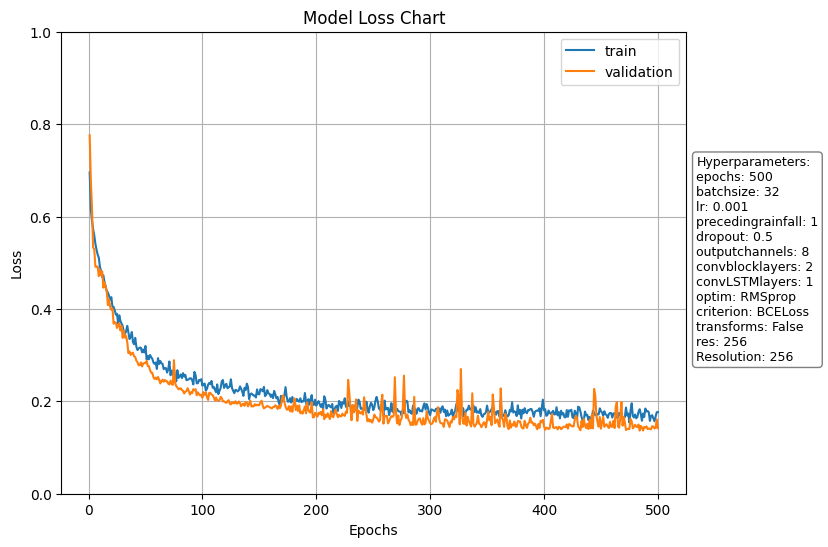 Model Loss Chart
1.0
0.8
0.6
0.4
0.2
0.0
Loss
0
100
200
300
400
500
Epochs
train
validation
Hyperparameters:
epochs: 500
batchsize: 32
lr: 0.001
precedingrainfall: 1
dropout: 0.5
outputchannels: 8
convblocklayers: 2
convLSTMlayers: 1
optim: RMSprop
criterion: BCELoss
transforms: False
res: 256
Resolution: 256